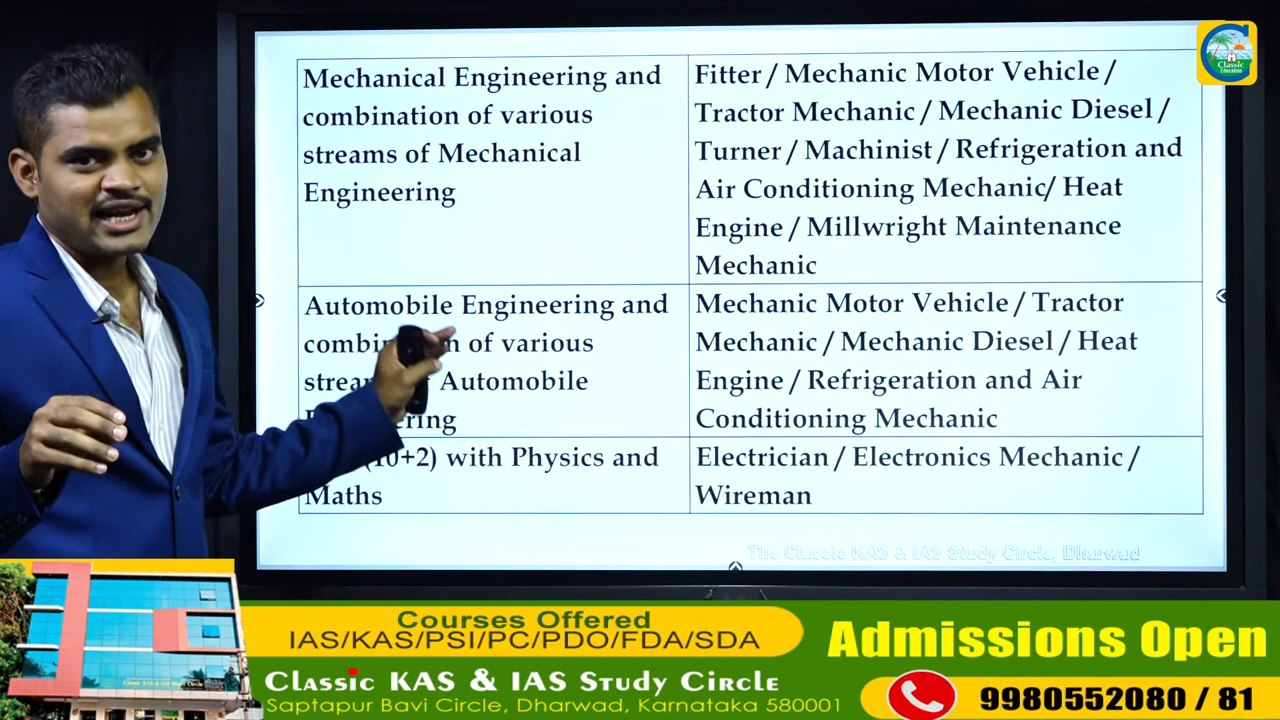 Mechanical Engineering and
combination of various
streams of Mechanical
Engineering
Fitter / Mechanic Motor Vehicle /
Tractor Mechanic / Mechanic Diesel /
Turner / Machinist / Refrigeration and
Air Conditioning Mechanic/ Heat
Engine / Millwright Maintenance
Mechanic
Automobile Engineering and
of various
Automobile
Mechanic Motor Vehicle / Tractor
Mechanic / Mechanic Diesel / Heat
Engine / Refrigeration and Air
Conditioning Mechanic
(10+2) with Physics and
Maths
Electrician / Electronics Mechanic /
Wireman
The Classic KAS & IAS Study Circle, Dharwad
Classic
Education
Courses Offered
IAS/KAS/PSI/PC/PDO/FDA/SDA
Classic KAS & IAS Study Circle
Saptapur Bavi Circle, Dharwad, Karnataka 580001
Admissions Open
9980552080 / 81